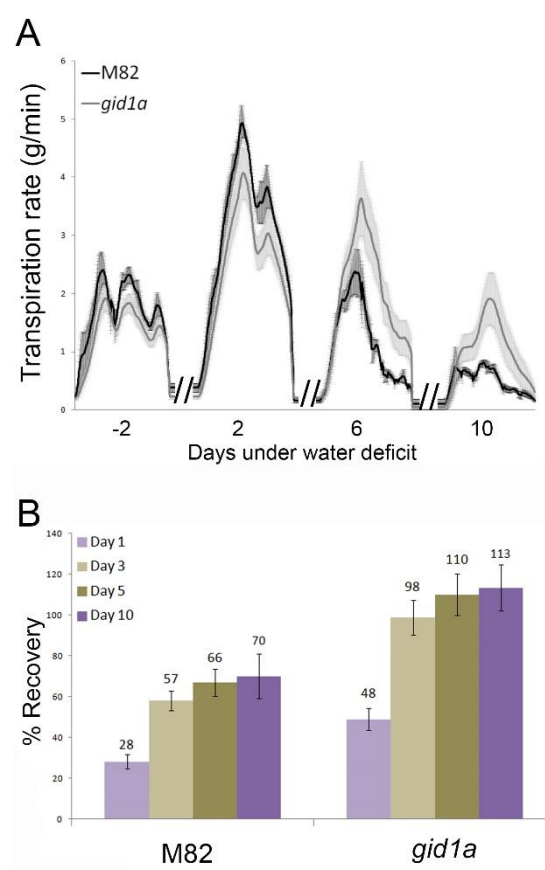 A
Transpiration rate (g/min)
6
5
4
3
2
1
0
M82
gid1a
-2 2 6 10
Days under water deficit
B
% Recovery
140
120
100
80
60
40
20
0
Day 1
Day 3
Day 5
Day 10
28 57 66 70
48 98 110 113
M82 gid1a